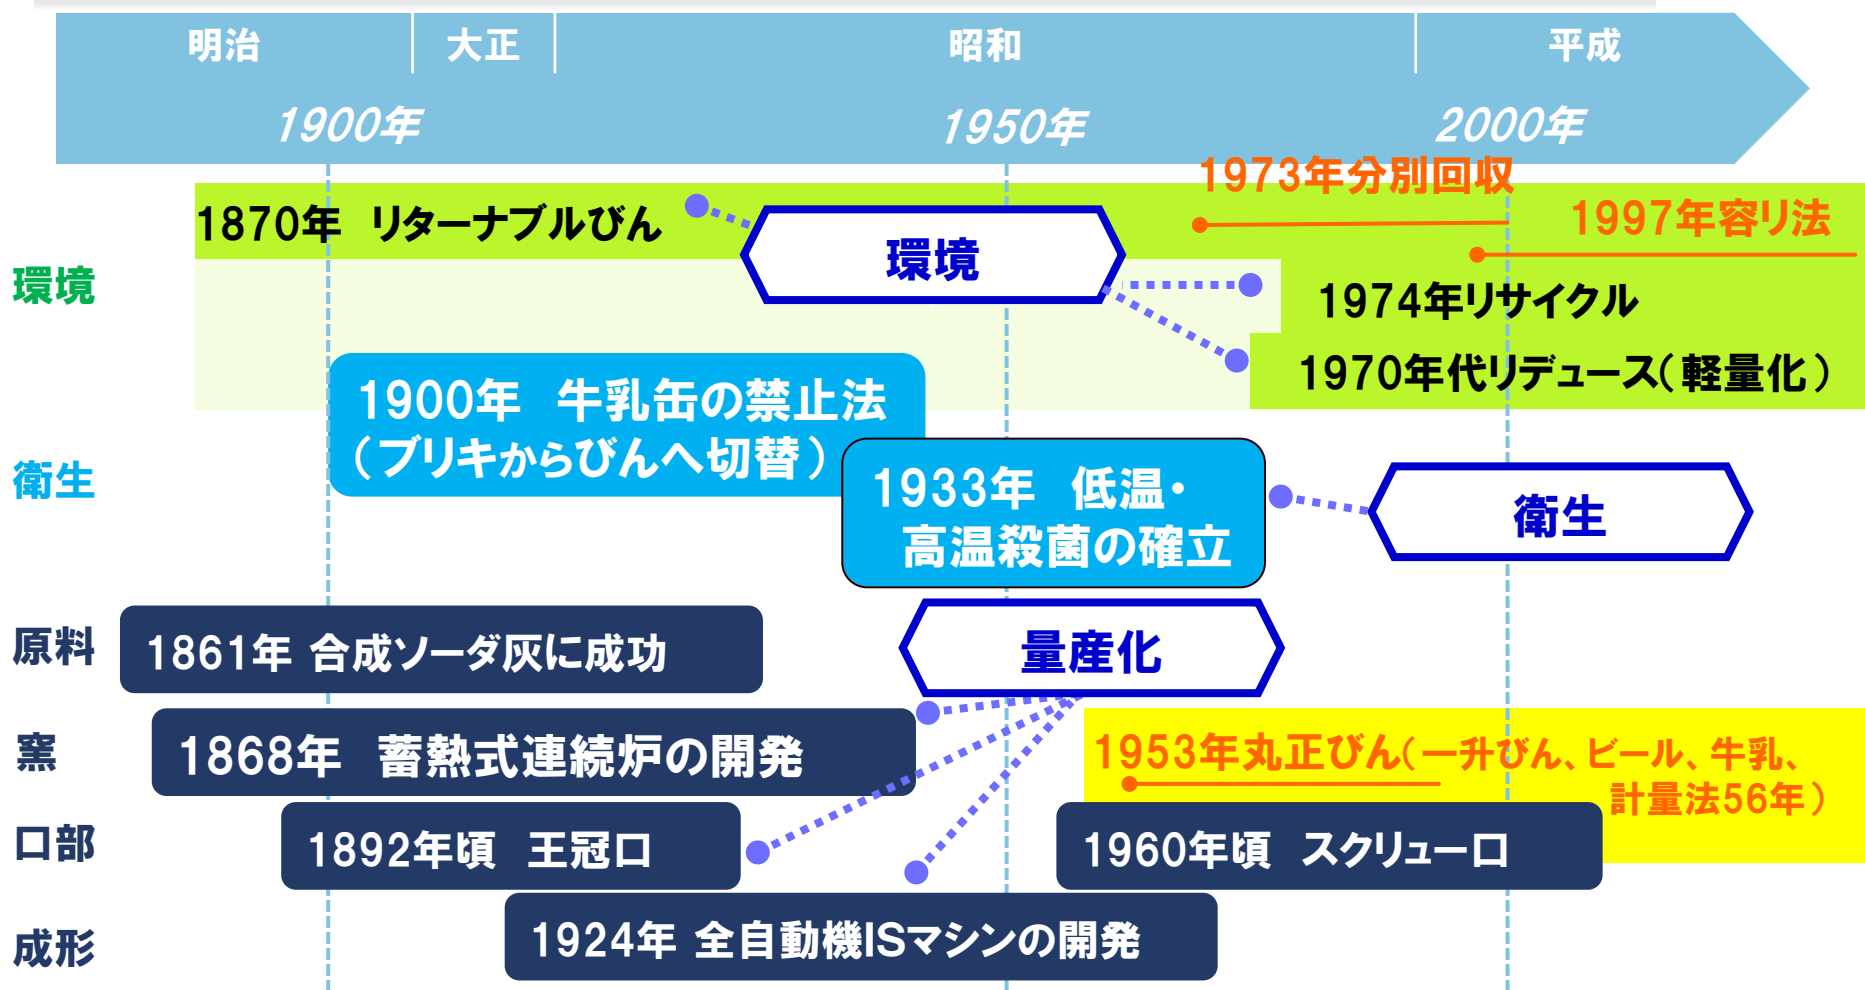 明治 大正 昭和 平成
1900年 1950年 2000年
1973年分別回収
1997年容リ法
1870年 リターナブルびん
環境
環境
1974年リサイクル
1970年代リデュース(軽量化)
1900年 牛乳缶の禁止法
(ブリキからびんへ切替)
衛生
1933年 低温・
高温殺菌の確立
衛生
原料
1861年 合成ソーダ灰に成功
量産化
窯
1868年 蓄熱式連続炉の開発
1953年丸正びん(一升びん、ビール、牛乳、
計量法56年)
口部
1892年頃 王冠口
1960年頃 スクリュー口
成形
1924年 全自動機ISマシンの開発